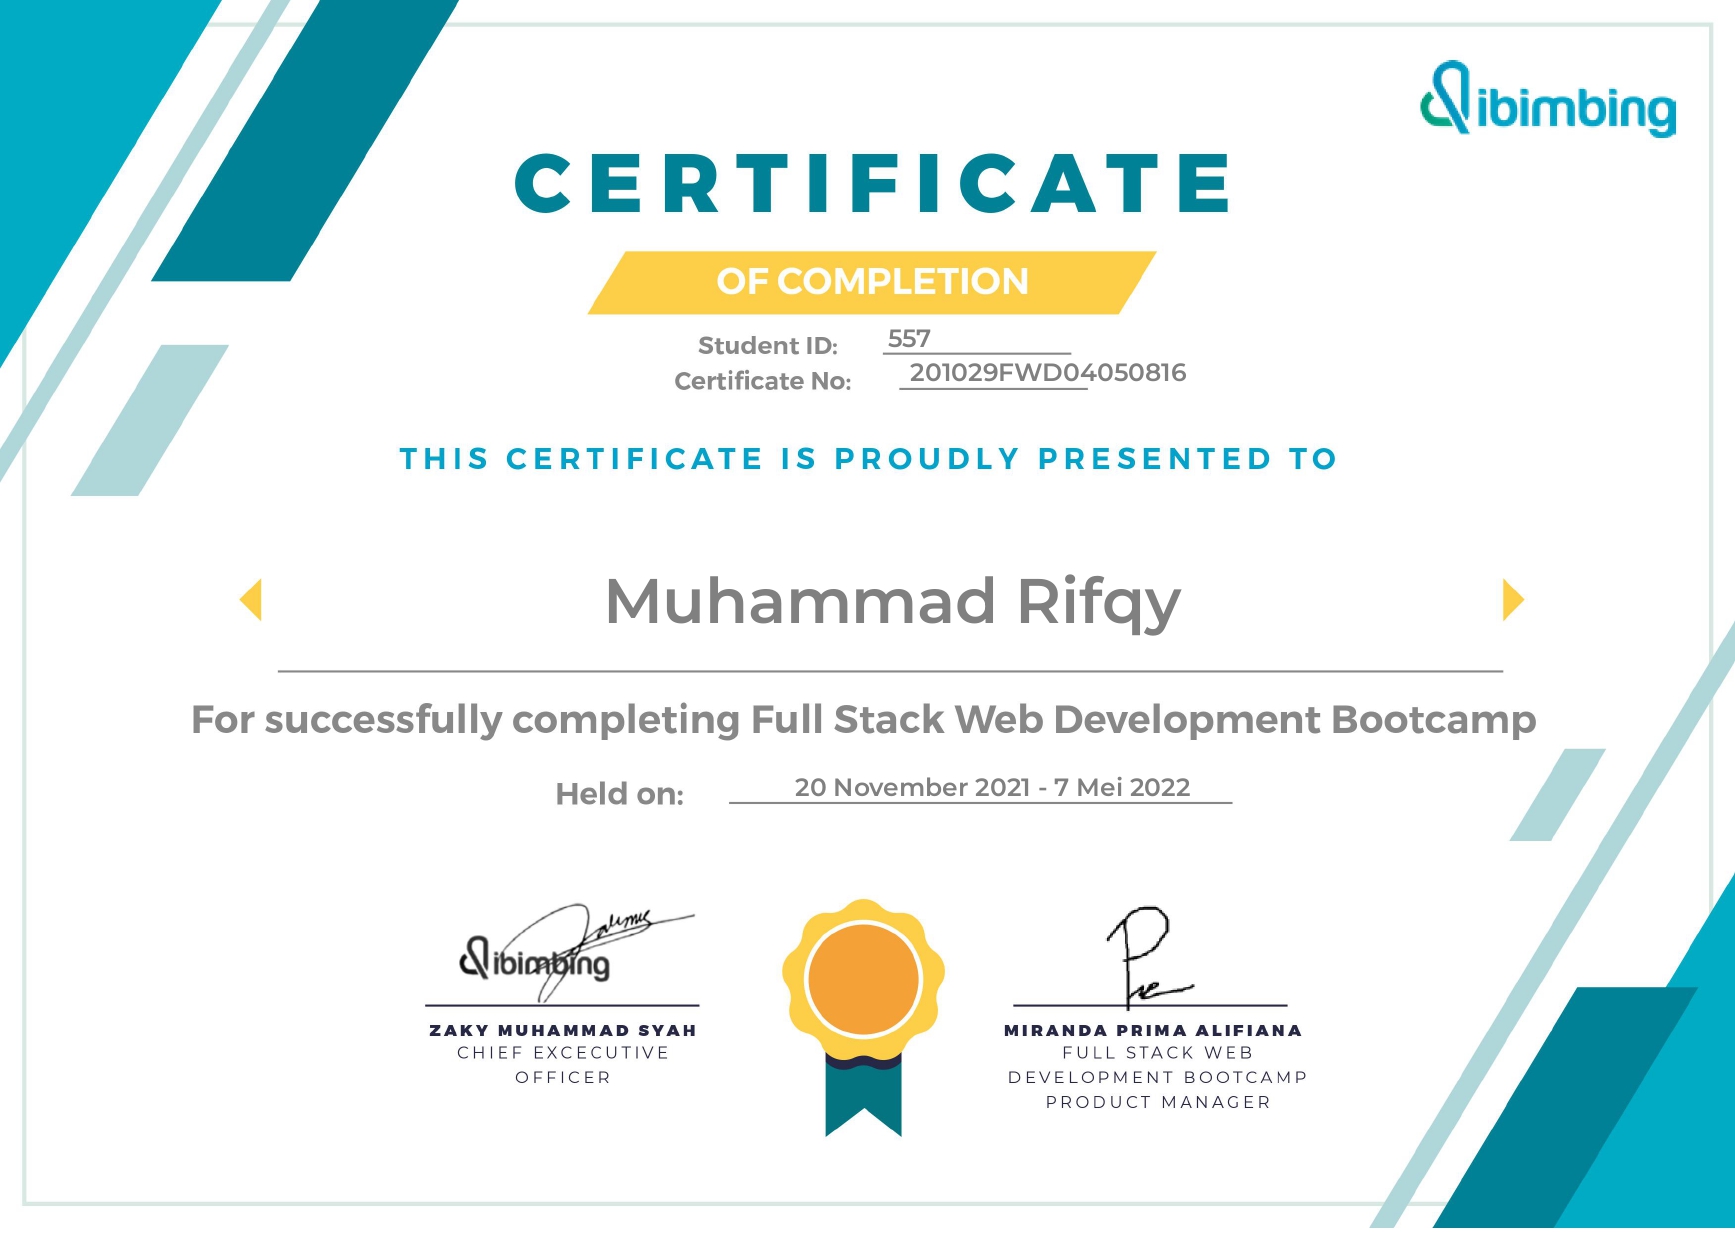 dibimbing
CERTIFICATE
OF COMPLETION
Student ID: 557
Certificate No: 201029FWD04050816
THIS CERTIFICATE IS PROUDLY PRESENTED TO
Muhammad Rifqy
For successfully completing Full Stack Web Development Bootcamp
Held on: 20 November 2021 - 7 Mei 2022
dibimbing
ZAKY MUHAMMAD SYAH
CHIEF EXCECUTIVE
OFFICER
MIRANDA PRIMA ALIFIANA
FULL STACK WEB
DEVELOPMENT BOOTCAMP
PRODUCT MANAGER